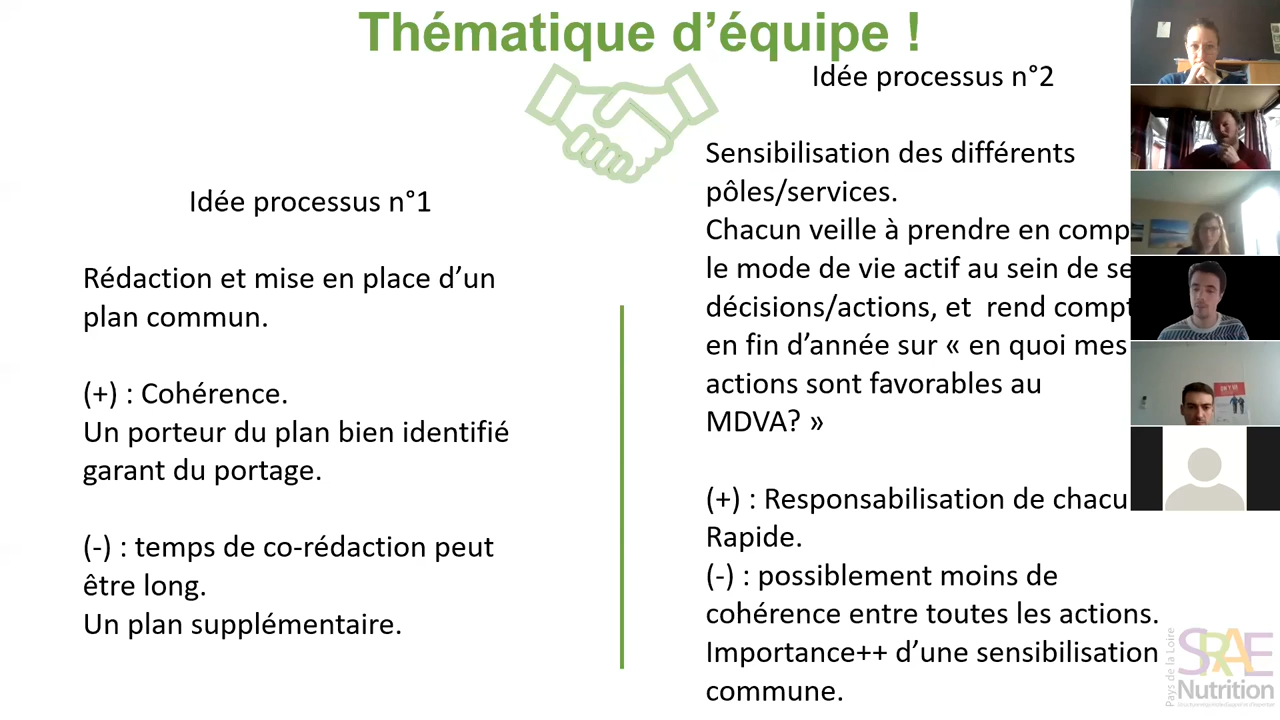 Thématique d’équipe !
Idée processus n°1
Rédaction et mise en place d’un
plan commun.
(+) : Cohérence.
Un porteur du plan bien identifié
garant du portage.
(-) : temps de co-rédaction peut
être long.
Un plan supplémentaire.
Idée processus n°2
Sensibilisation des différents
pôles/services.
Chacun veille à prendre en comp
le mode de vie actif au sein de se
décisions/actions, et  rend compt
en fin d’année sur « en quoi mes
actions sont favorables au
MDVA? »
(+) : Responsabilisation de chacu
Rapide.
(-) : possiblement moins de
cohérence entre toutes les actions.
Importance++ d’une sensibilisation
commune.
Pays de la Loire
SRAE
Nutrition